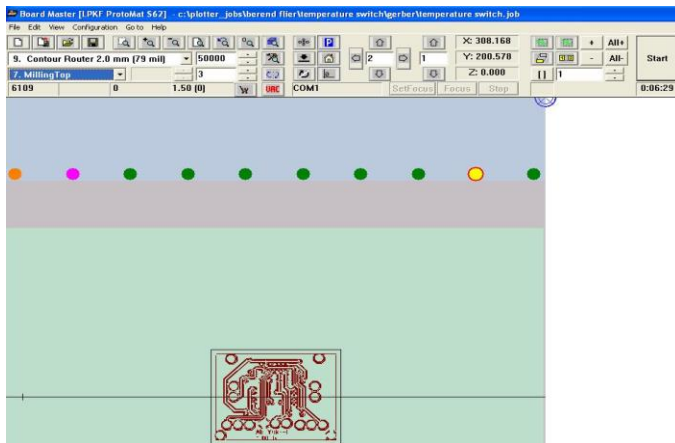 Board Master [LPKF ProtoMat S62] - c:\plotter_jobs\berend flier\temperature switch\gerber\temperature switch.job
File Edit View Configuration Go to Help
X: 308.168 + All+
9. Contour Router 2.0 mm (79 mil) 50000 2 1 Y: 200.578 - All- Start
7. MillingTop 3 Z: 0.000 [ ] 1
6109 0 1.50 (0) VAC COM1 SetFocus Focus Stop 0:06:29